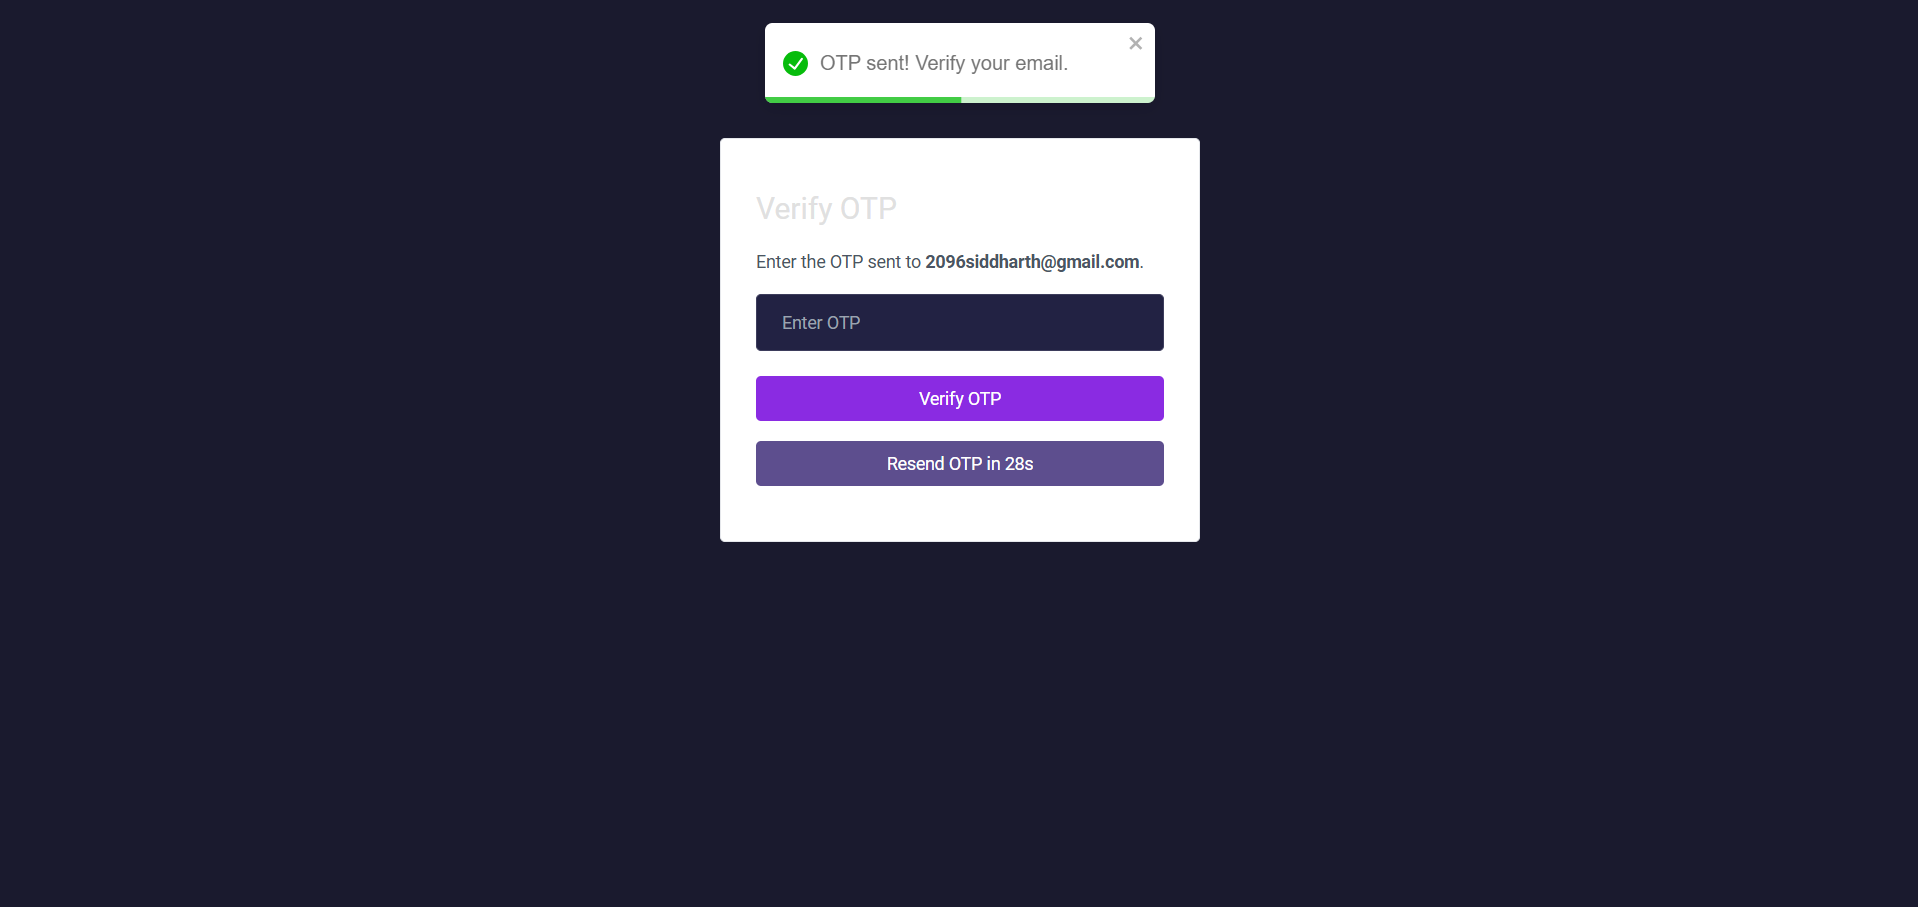 OTP sent! Verify your email.
Verify OTP
Enter the OTP sent to 2096siddharth@gmail.com.
Enter OTP
Verify OTP
Resend OTP in 28s